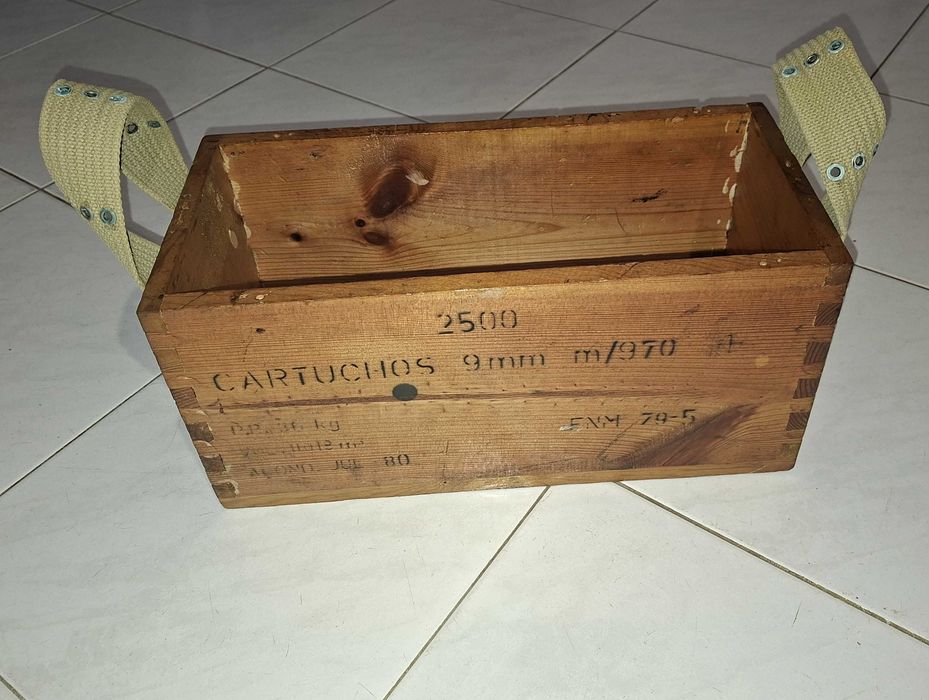 2500
CARTUCHOS 9mm m/970
36 kg
FNM 79-5
ACOND JUL 80